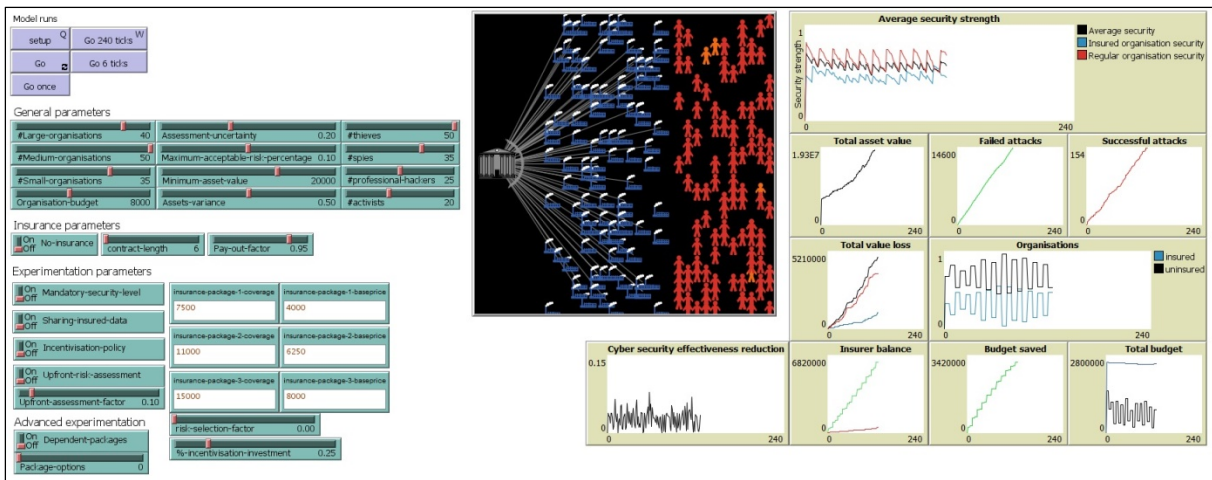 Model runs
setup Q
Go 240 ticks W
Go
Go 6 ticks
Go once
General parameters
#Large-organisations 40
Assessment-uncertainty 0.20
#thieves 50
#Medium-organisations 50
Maximum-acceptable-risk-percentage 0.10
#spies 35
#Small-organisations 35
Minimum-asset-value 20000
#professional-hackers 25
Organisation-budget 8000
Assets-variance 0.50
#activists 20
Insurance parameters
On
Off
No-insurance
contract-length 6
Pay-out-factor 0.95
Experimentation parameters
On
Off
Mandatory-security-level
On
Off
Sharing-insured-data
On
Off
Incentivisation-policy
On
Off
Upfront-risk-assessment
Upfront-assessment-factor 0.10
insurance-package-1-coverage
7500
insurance-package-1-baseprice
4000
insurance-package-2-coverage
11000
insurance-package-2-baseprice
6250
insurance-package-3-coverage
15000
insurance-package-3-baseprice
8000
risk-selection-factor 0.00
%-incentivisation-investment 0.25
Advanced experimentation
On
Off
Dependent-packages
Package-options 0
Average security strength
Security strength
1
0
0
240
Average security
Insured organisation security
Regular organisation security
Total asset value
1.93E7
0
0
240
Failed attacks
14600
0
0
240
Successful attacks
154
0
0
240
Total value loss
5210000
0
0
240
Organisations
1
0
0
240
insured
uninsured
Cyber security effectiveness reduction
0.15
0
0
240
Insurer balance
6820000
0
0
240
Budget saved
3420000
0
0
240
Total budget
2800000
0
0
240